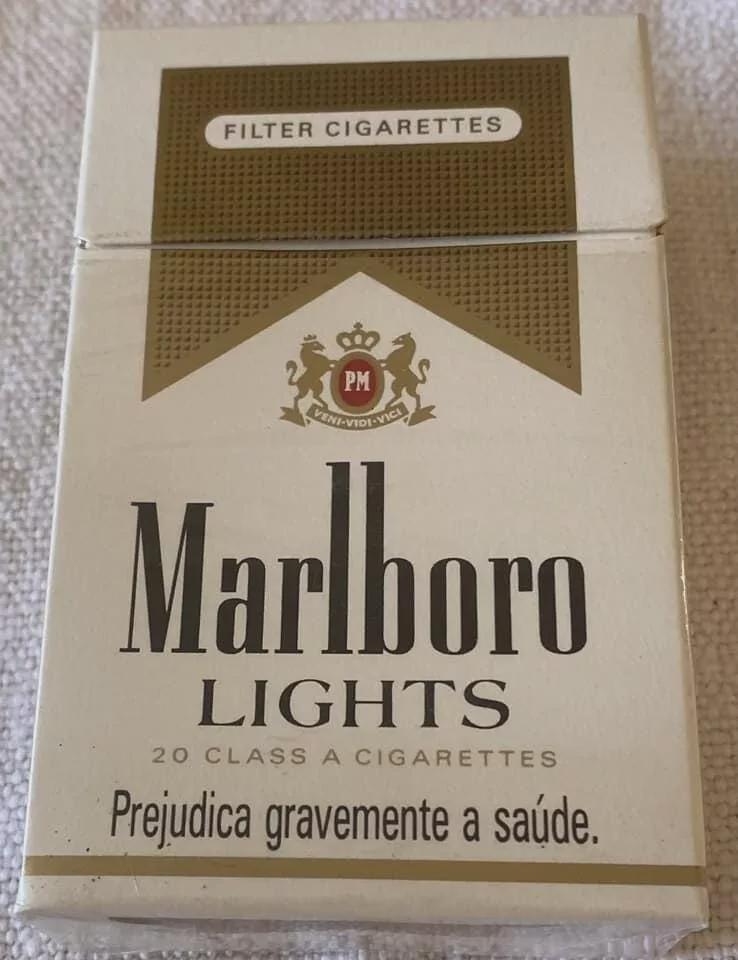 FILTER CIGARETTES
PM
VENI·VIDI·VICI
Marlboro
LIGHTS
20 CLASS A CIGARETTES
Prejudica gravemente a saúde.